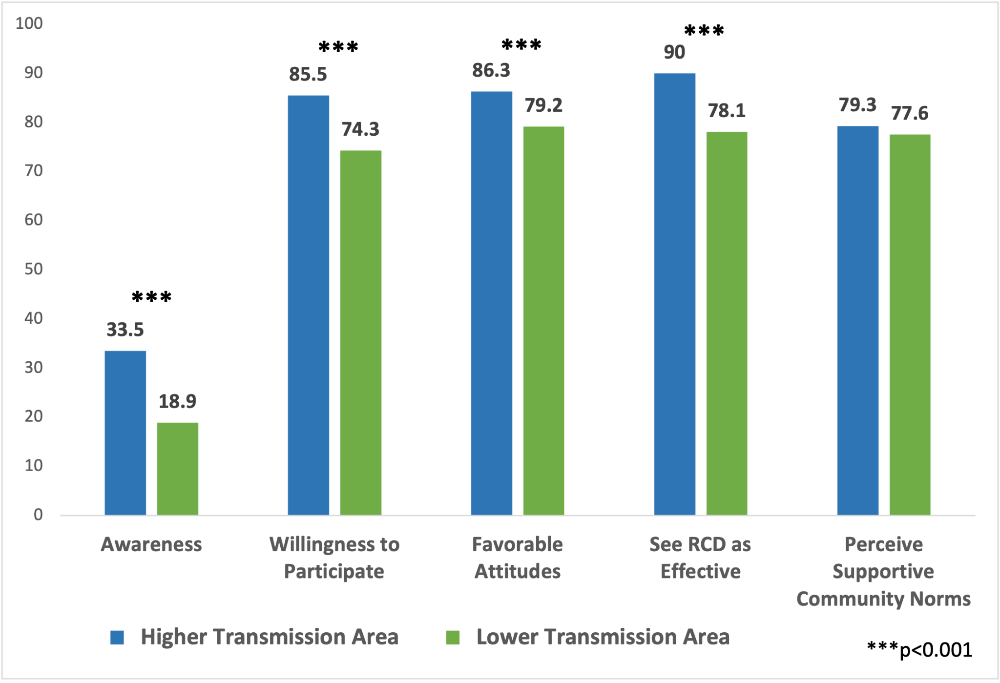 100
90
80
70
60
50
40
30
20
10
0
***
33.5
18.9
***
85.5
74.3
***
86.3
79.2
***
90
78.1
79.3
77.6
Awareness
Willingness to
Participate
Favorable
Attitudes
See RCD as
Effective
Perceive
Supportive
Community Norms
Higher Transmission Area
Lower Transmission Area
***p<0.001